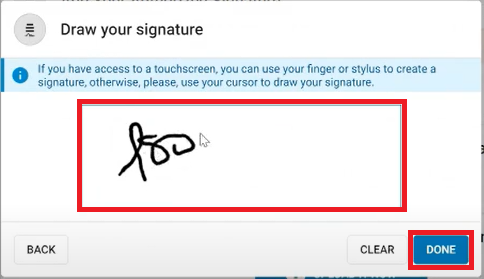 Draw your signature
If you have access to a touchscreen, you can use your finger or stylus to create a
signature, otherwise, please, use your cursor to draw your signature.
BACK
CLEAR
DONE